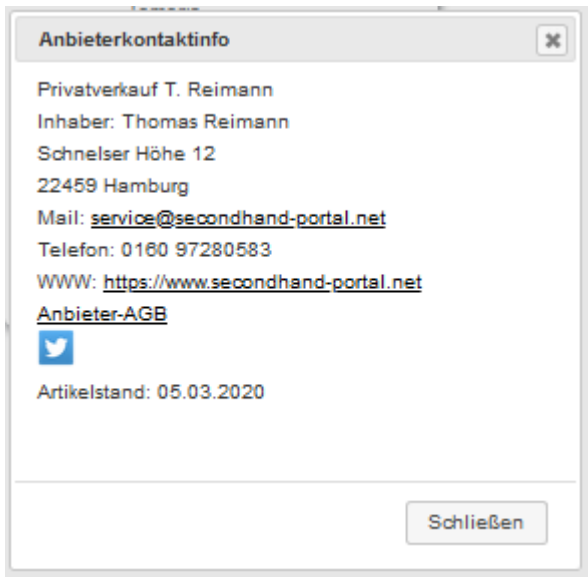 Anbieterkontaktinfo
Privatverkauf T. Reimann
Inhaber: Thomas Reimann
Schnelser Höhe 12
22459 Hamburg
Mail: service@secondhand-portal.net
Telefon: 0160 97280583
WWW: https://www.secondhand-portal.net
Anbieter-AGB
Artikelstand: 05.03.2020
Schließen